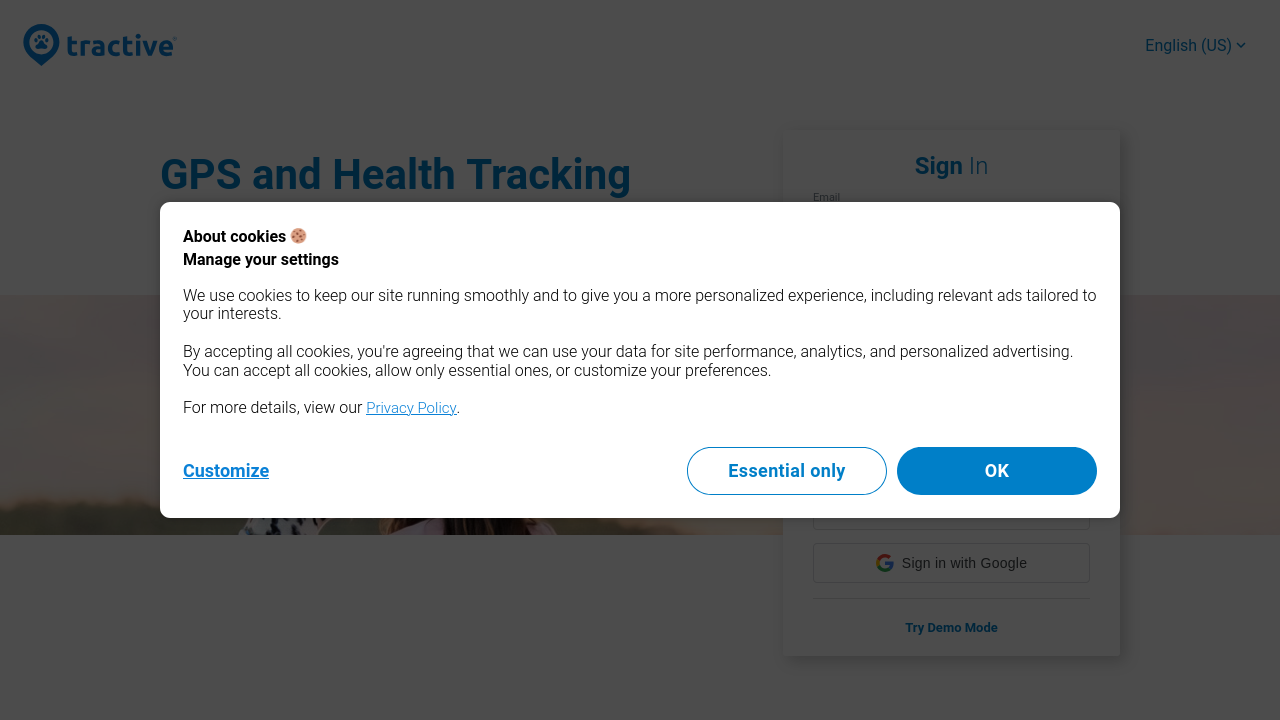 tractive
English (US)
GPS and Health Tracking
Sign In
Email
About cookies 🍪
Manage your settings
We use cookies to keep our site running smoothly and to give you a more personalized experience, including relevant ads tailored to
your interests.
By accepting all cookies, you're agreeing that we can use your data for site performance, analytics, and personalized advertising.
You can accept all cookies, allow only essential ones, or customize your preferences.
For more details, view our Privacy Policy.
Customize
Essential only
OK
Sign in with Google
Try Demo Mode